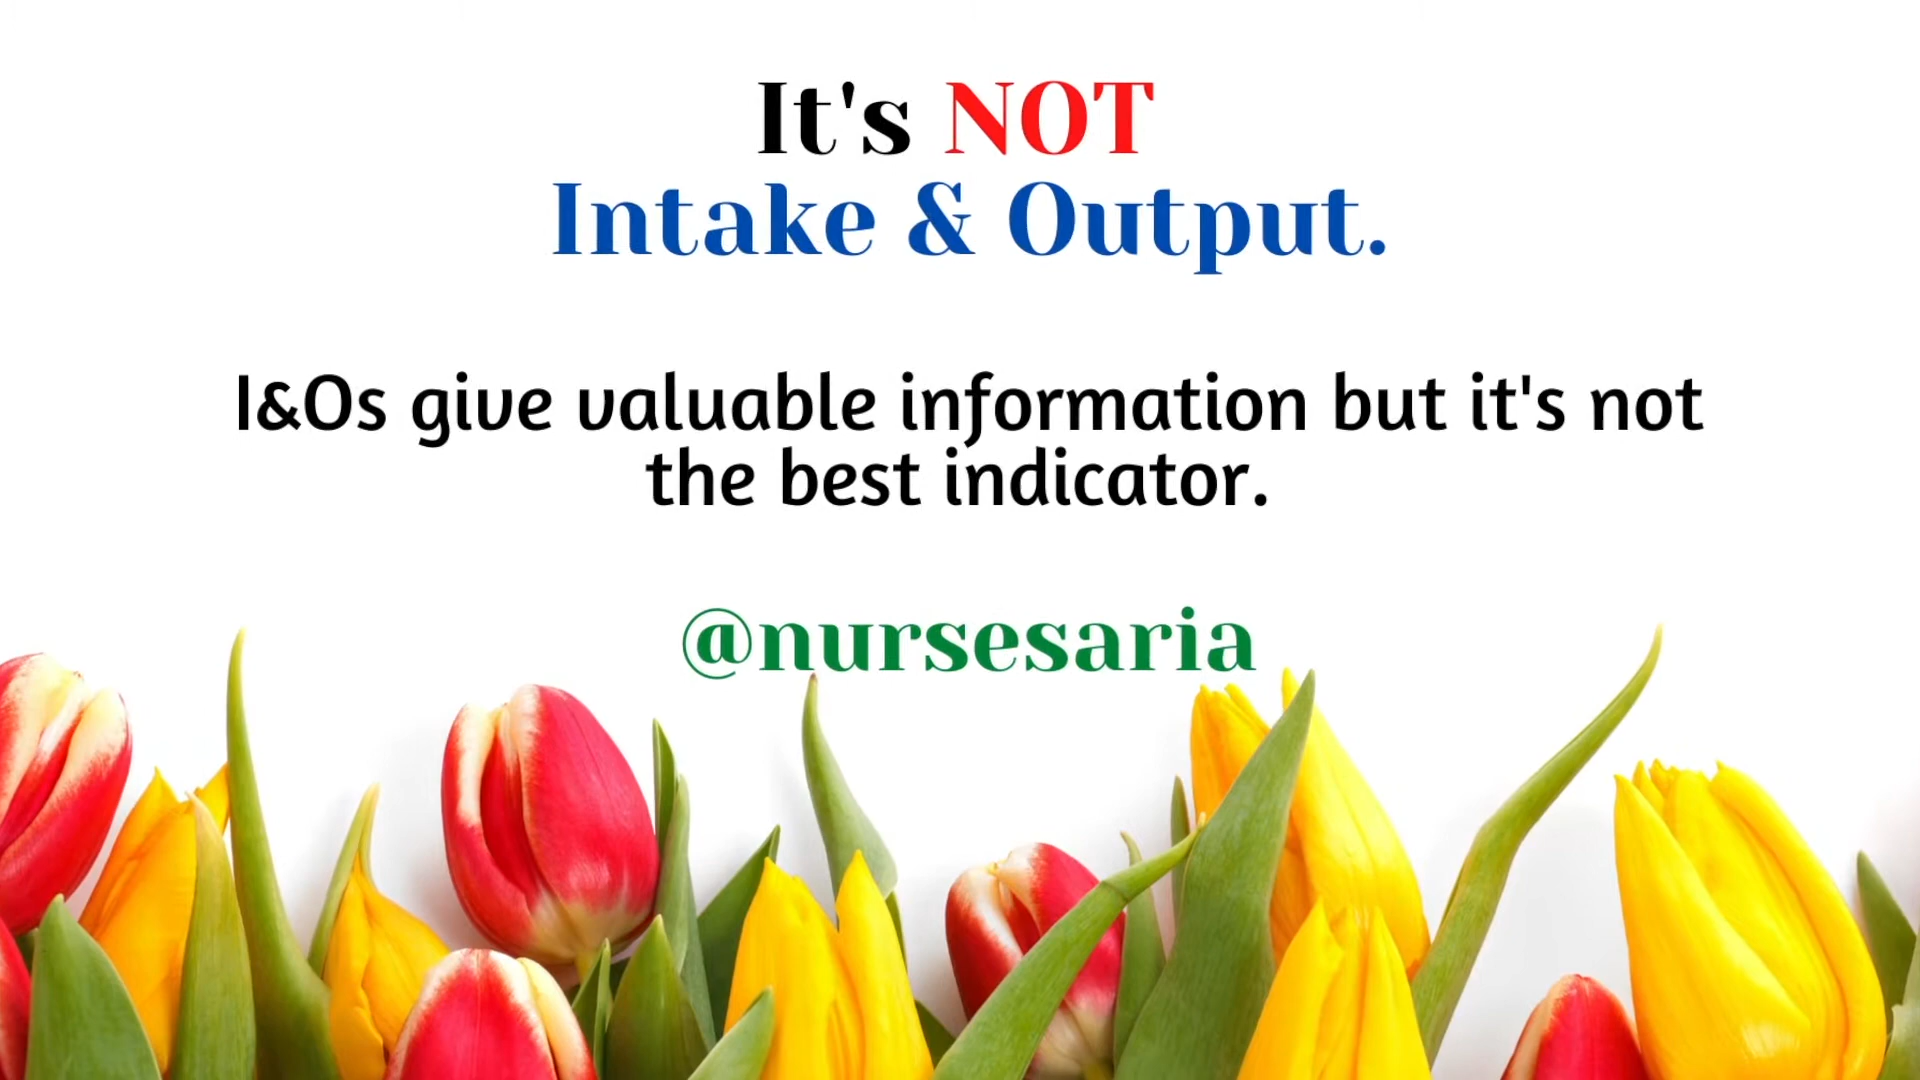 It's NOT
Intake & Output.
I&Os give valuable information but it's not
the best indicator.
@nursesaria